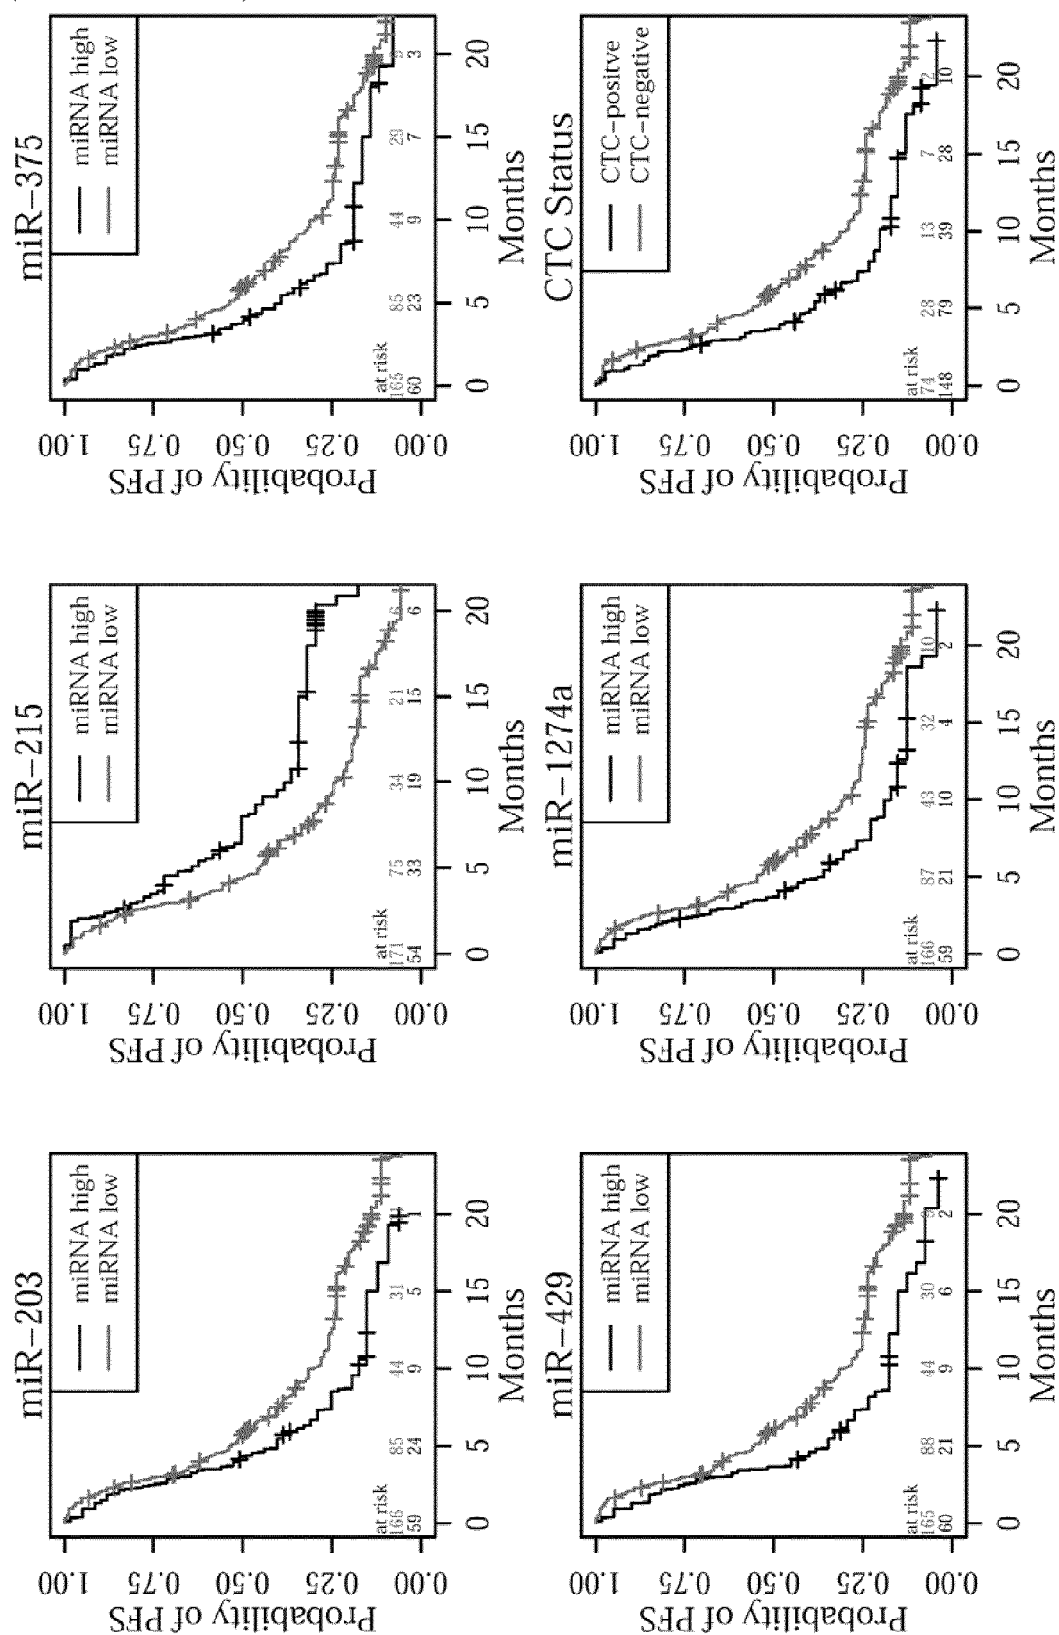 miR−203
miRNA high
miRNA low
Probability of PFS
1.00
0.75
0.50
0.25
0.00
at risk
166 85 44 31
59 24 9 5 1
0 5 10 15 20
Months
miR−215
miRNA high
miRNA low
Probability of PFS
1.00
0.75
0.50
0.25
0.00
at risk
171 75 34 21 6
54 33 19 15 6
0 5 10 15 20
Months
miR−375
miRNA high
miRNA low
Probability of PFS
1.00
0.75
0.50
0.25
0.00
at risk
165 85 44 29
60 23 9 7 3
0 5 10 15 20
Months
miR−429
miRNA high
miRNA low
Probability of PFS
1.00
0.75
0.50
0.25
0.00
at risk
165 88 44 30
60 21 9 6 2
0 5 10 15 20
Months
miR−1274a
miRNA high
miRNA low
Probability of PFS
1.00
0.75
0.50
0.25
0.00
at risk
166 87 43 32 10
59 21 10 4 2
0 5 10 15 20
Months
CTC Status
CTC−positve
CTC−negative
Probability of PFS
1.00
0.75
0.50
0.25
0.00
at risk
74 28 13 7 2
148 79 39 28 10
0 5 10 15 20
Months